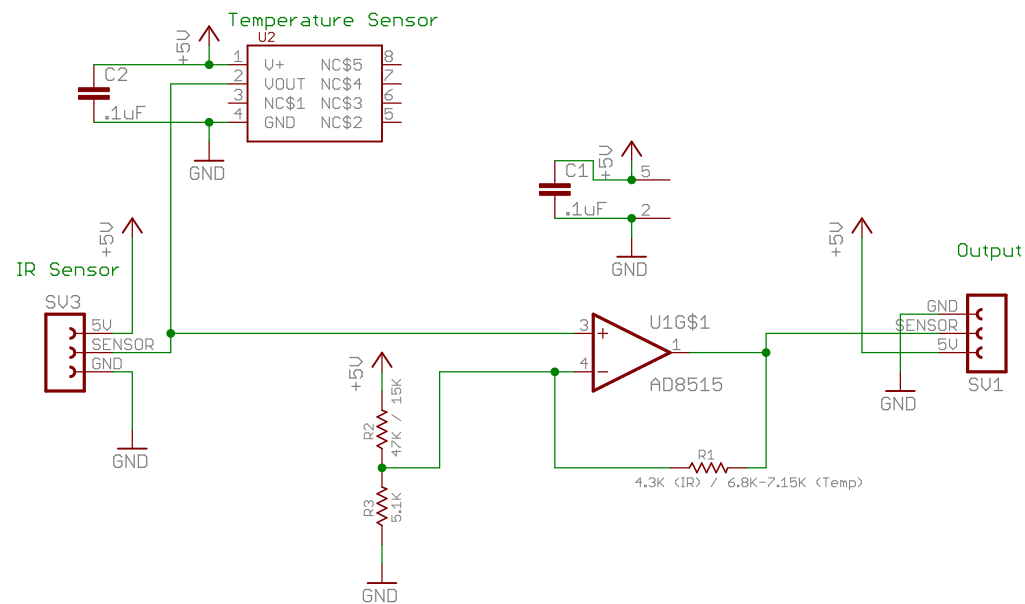 Temperature Sensor
U2
+5V
1 V+ NC$5 8
2 VOUT NC$4 7
3 NC$1 NC$3 6
4 GND NC$2 5
C2
.1uF
GND
+5V
C1
5
.1uF
2
GND
+5V
IR Sensor
SV3
5V
SENSOR
GND
GND
+5V
Output
GND
SENSOR
5V
SV1
GND
3
+
4
-
U1G$1
1
AD8515
+5V
R2
47K / 15K
R3
5.1K
GND
R1
4.3K (IR) / 6.8K-7.15K (Temp)